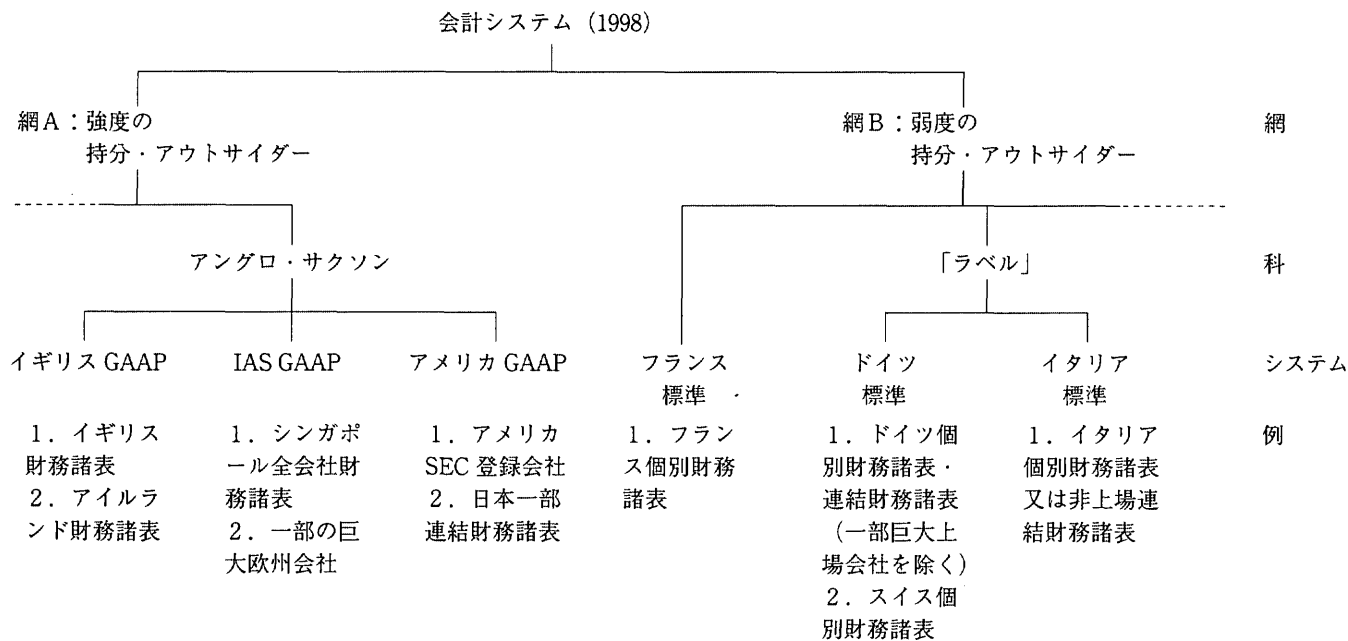 会計システム (1998)
網A：強度の
持分・アウトサイダー
網B：弱度の
持分・アウトサイダー
網
アングロ・サクソン
「ラベル」
科
イギリス GAAP
IAS GAAP
アメリカ GAAP
フランス
標準
ドイツ
標準
イタリア
標準
システム
1. イギリス
財務諸表
2. アイルラ
ンド財務諸表
1. シンガポ
ール全会社財
務諸表
2. 一部の巨
大欧州会社
1. アメリカ
SEC 登録会社
2. 日本一部
連結財務諸表
1. フラン
ス個別財務
諸表
1. ドイツ個
別財務諸表・
連結財務諸表
(一部巨大上
場会社を除く)
2. スイス個
別財務諸表
1. イタリア
個別財務諸表
又は非上場連
結財務諸表
例